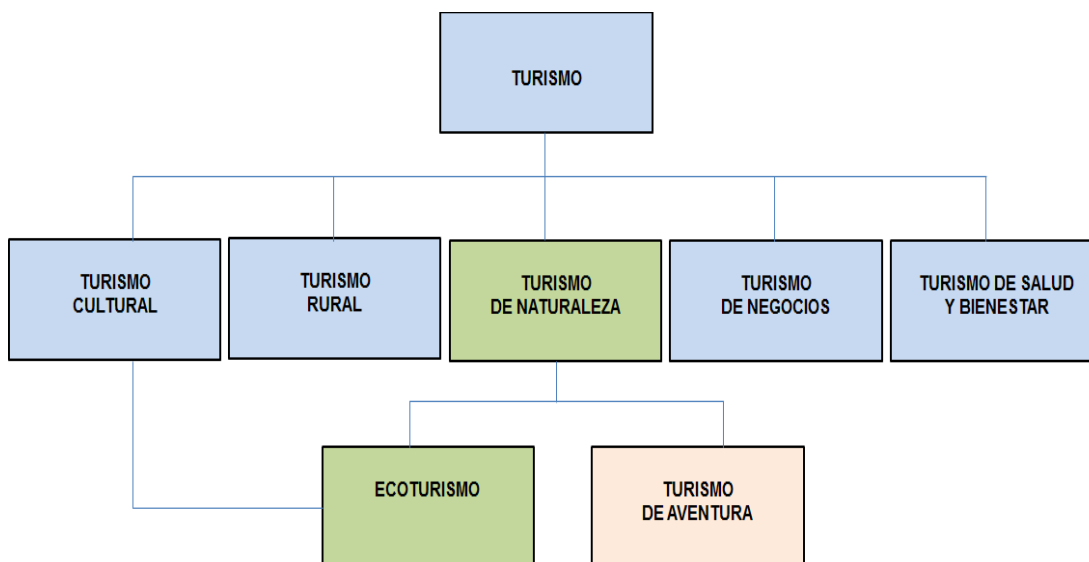 TURISMO
TURISMO
CULTURAL
TURISMO
RURAL
TURISMO
DE NATURALEZA
TURISMO
DE NEGOCIOS
TURISMO DE SALUD
Y BIENESTAR
ECOTURISMO
TURISMO
DE AVENTURA